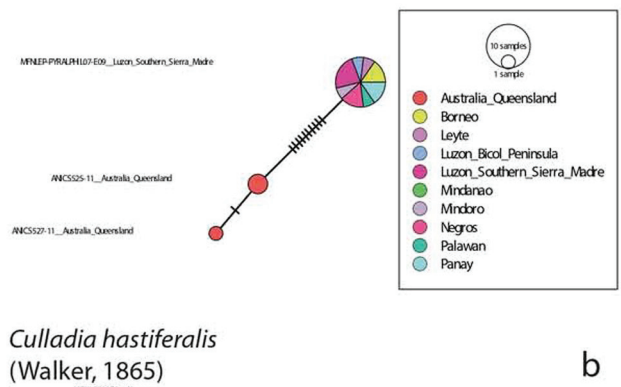 MFNLEP-PYRALPH1L07-E09__Luzon_Southern_Sierra_Madre
ANICS525-11__Australia_Queensland
ANICS527-11__Australia_Queensland
10 samples
1 sample
Australia_Queensland
Borneo
Leyte
Luzon_Bicol_Peninsula
Luzon_Southern_Sierra_Madre
Mindanao
Mindoro
Negros
Palawan
Panay
Culladia hastiferalis
(Walker, 1865)
b